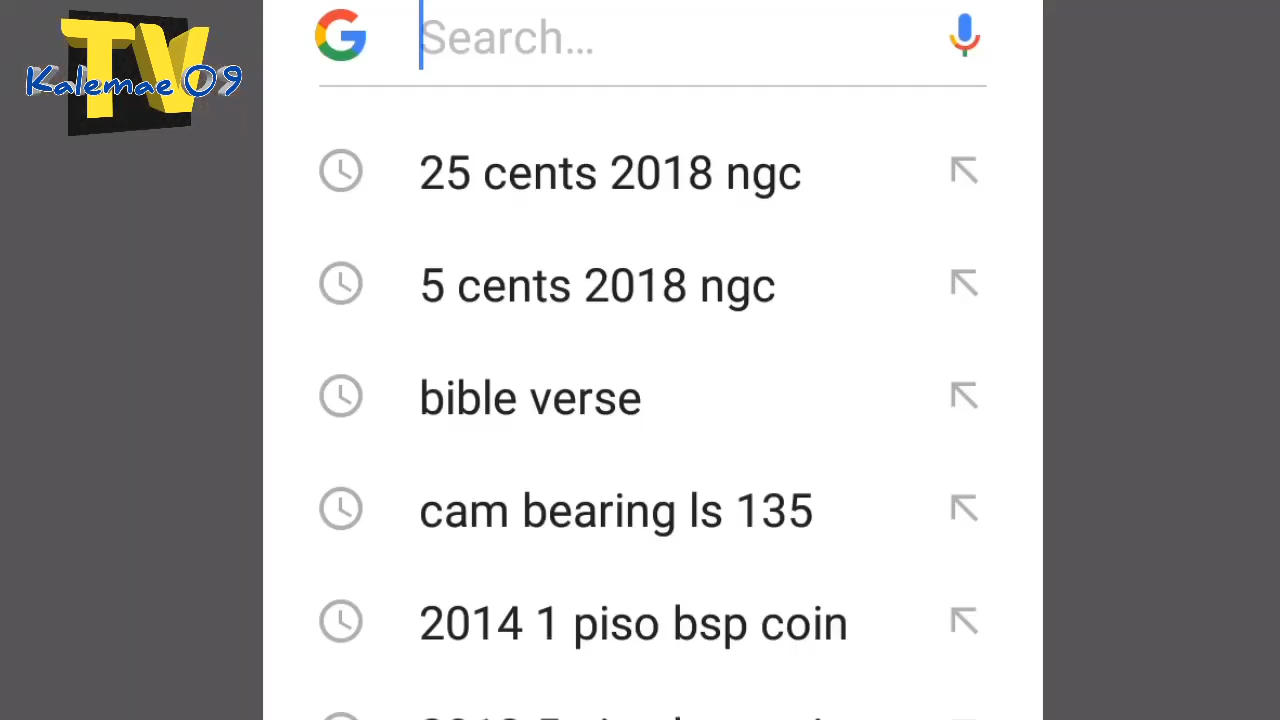 TV
Kalemae 09
Search...
25 cents 2018 ngc
5 cents 2018 ngc
bible verse
cam bearing ls 135
2014 1 piso bsp coin